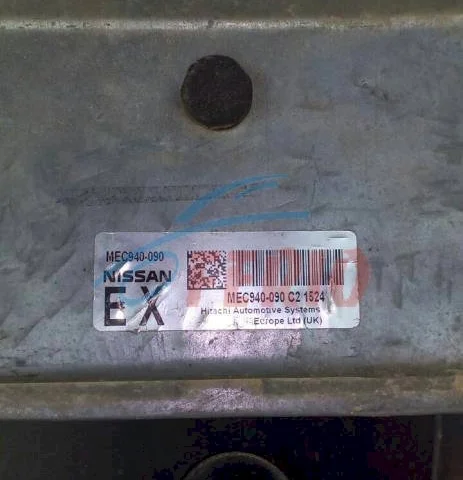 MEC940-090
NISSAN
EX
MEC940-090 C2 1524
Hitachi Automotive Systems
Europe Ltd (UK)